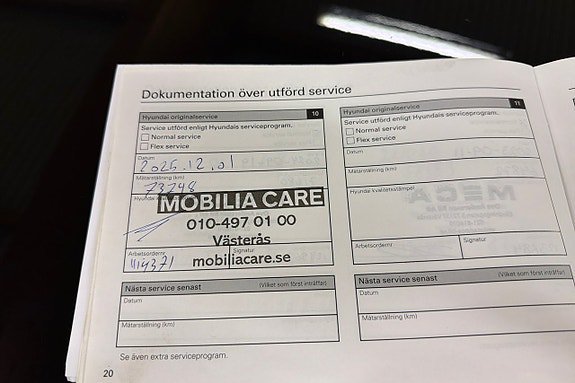 Dokumentation över utförd service
Hyundai originalservice 10
Service utförd enligt Hyundais serviceprogram.
Normal service
Flex service
Datum
2025.12.01
Mätarställning (km)
73748
MOBILIA CARE
010-497 01 00
Västerås
mobiliacare.se
Arbetsordernr Signatur
Nästa service senast (Vilket som först inträffar)
Datum
Mätarställning (km)
Se även extra serviceprogram.
20
Hyundai originalservice 11
Service utförd enligt Hyundais serviceprogram.
Normal service
Flex service
Datum
Mätarställning (km)
Hyundai kvalitetsstämpel
Arbetsordernr Signatur
Nästa service senast (Vilket som först inträffar)
Datum
Mätarställning (km)